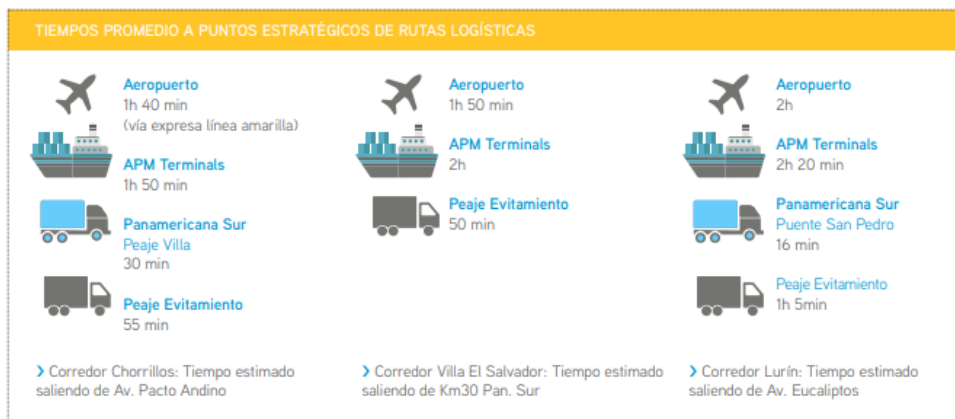 TIEMPOS PROMEDIO A PUNTOS ESTRATÉGICOS DE RUTAS LOGÍSTICAS
Aeropuerto
1h 40 min
(vía expresa línea amarilla)
APM Terminals
1h 50 min
Panamericana Sur
Peaje Villa
30 min
Peaje Evitamiento
55 min
› Corredor Chorrillos: Tiempo estimado
saliendo de Av. Pacto Andino
Aeropuerto
1h 50 min
APM Terminals
2h
Peaje Evitamiento
50 min
› Corredor Villa El Salvador: Tiempo estimado
saliendo de Km30 Pan. Sur
Aeropuerto
2h
APM Terminals
2h 20 min
Panamericana Sur
Puente San Pedro
16 min
Peaje Evitamiento
1h 5min
› Corredor Lurín: Tiempo estimado
saliendo de Av. Eucaliptos